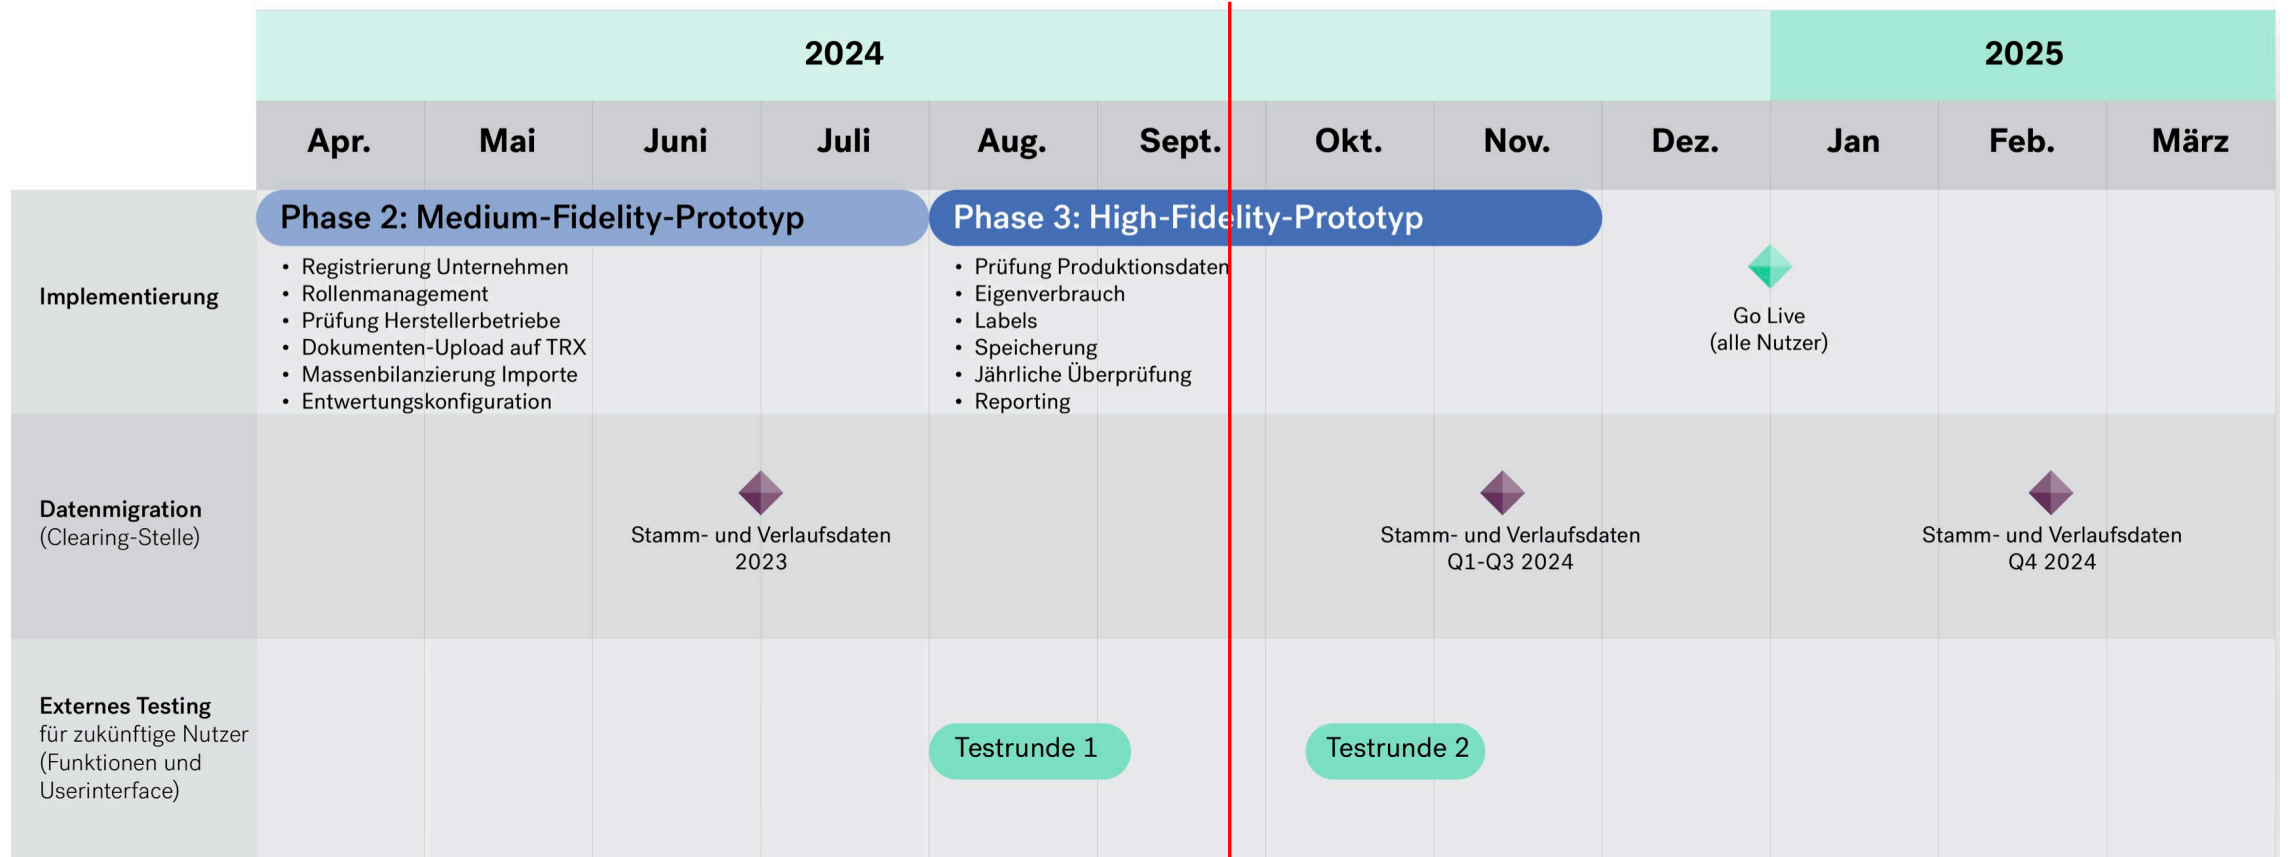 2024
2025
Apr.
Mai
Juni
Juli
Aug.
Sept.
Okt.
Nov.
Dez.
Jan
Feb.
März
Implementierung
Phase 2: Medium-Fidelity-Prototyp
• Registrierung Unternehmen
• Rollenmanagement
• Prüfung Herstellerbetriebe
• Dokumenten-Upload auf TRX
• Massenbilanzierung Importe
• Entwertungskonfiguration
Phase 3: High-Fidelity-Prototyp
• Prüfung Produktionsdaten
• Eigenverbrauch
• Labels
• Speicherung
• Jährliche Überprüfung
• Reporting
Go Live
(alle Nutzer)
Datenmigration
(Clearing-Stelle)
Stamm- und Verlaufsdaten
2023
Stamm- und Verlaufsdaten
Q1-Q3 2024
Stamm- und Verlaufsdaten
Q4 2024
Externes Testing
für zukünftige Nutzer
(Funktionen und
Userinterface)
Testrunde 1
Testrunde 2